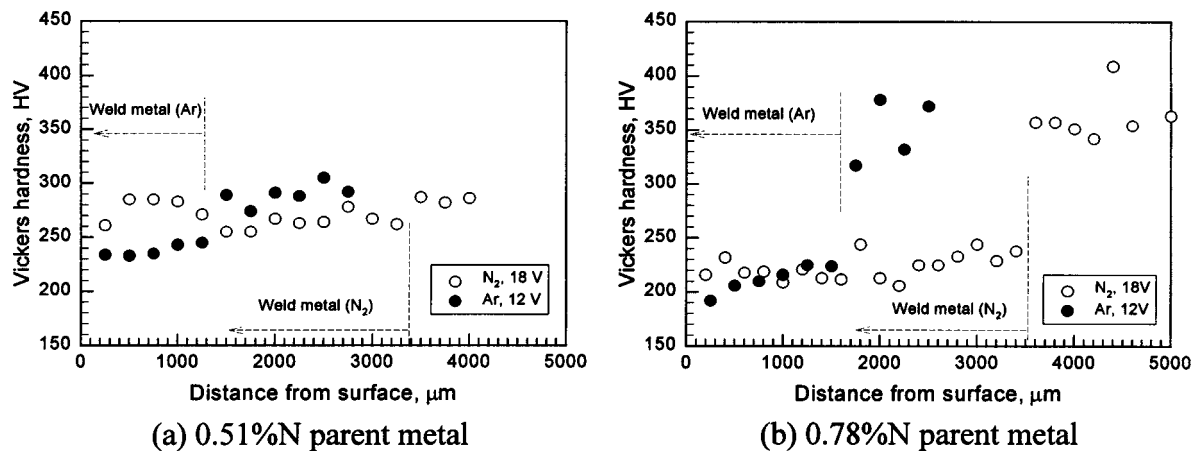 450
400
350
300
250
200
150
Vickers hardness, HV
Weld metal (Ar)
Weld metal (N₂)
N₂, 18 V
Ar, 12 V
0 1000 2000 3000 4000 5000
Distance from surface, μm
(a) 0.51%N parent metal
450
400
350
300
250
200
150
Vickers hardness, HV
Weld metal (Ar)
Weld metal (N₂)
N₂, 18V
Ar, 12V
0 1000 2000 3000 4000 5000
Distance from surface, μm
(b) 0.78%N parent metal